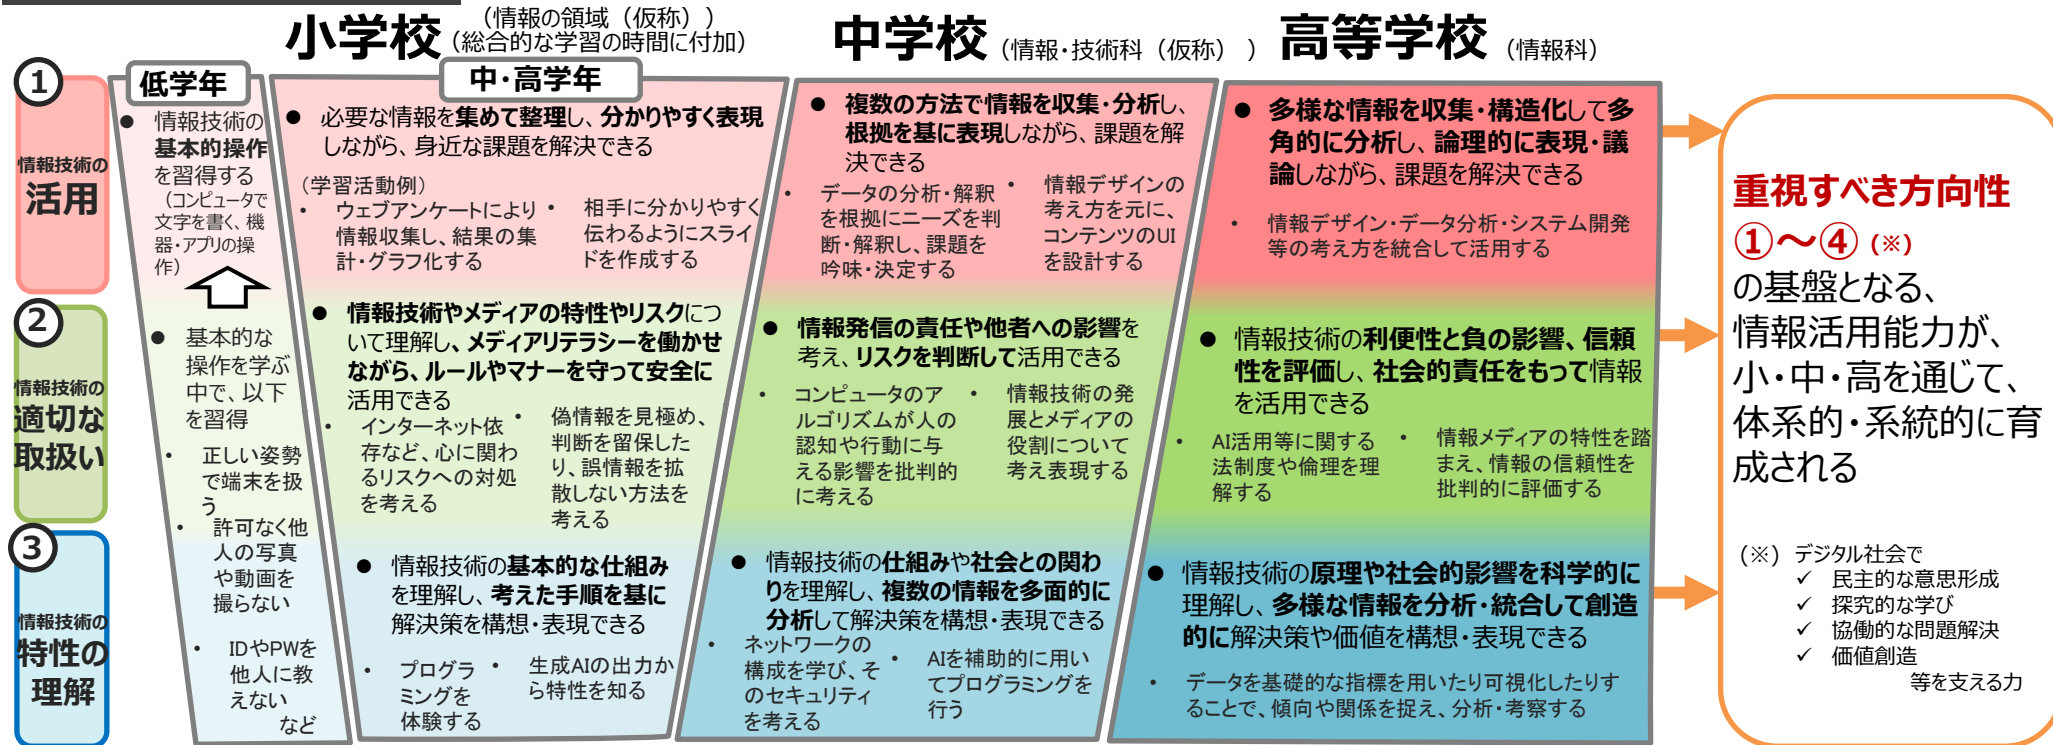 小学校
（情報の領域（仮称））
（総合的な学習の時間に付加）
中学校（情報・技術科（仮称））
高等学校（情報科）
①
情報技術の
活用
②
情報技術の
適切な
取扱い
③
情報技術の
特性の
理解
低学年
● 情報技術の
基本的操作
を習得する
（コンピュータで
文字を書く、機
器・アプリの操
作）
● 基本的な
操作を学ぶ
中で、以下
を習得
・ 正しい姿勢
で端末を扱
う
・ 許可なく他
人の写真
や動画を
撮らない
・ IDやPWを
他人に教
えない
など
中・高学年
● 必要な情報を集めて整理し、分かりやすく表現
しながら、身近な課題を解決できる
（学習活動例）
・ ウェブアンケートにより
情報収集し、結果の集
計・グラフ化する
・ 相手に分かりやすく
伝わるようにスライ
ドを作成する
● 情報技術やメディアの特性やリスクにつ
いて理解し、メディアリテラシーを働かせ
ながら、ルールやマナーを守って安全に
活用できる
・ インターネット依
存など、心に関わ
るリスクへの対処
を考える
・ 偽情報を見極め、
判断を留保した
り、誤情報を拡
散しない方法を
考える
● 情報技術の基本的な仕組み
を理解し、考えた手順を基に
解決策を構想・表現できる
・ プログラ
ミングを
体験する
・ 生成AIの出力か
ら特性を知る
● 複数の方法で情報を収集・分析し、
根拠を基に表現しながら、課題を解
決できる
・ データの分析・解釈
を根拠にニーズを判
断・解釈し、課題を
吟味・決定する
・ 情報デザインの
考え方を元に、
コンテンツのUI
を設計する
● 情報発信の責任や他者への影響を
考え、リスクを判断して活用できる
・ コンピュータのア
ルゴリズムが人の
認知や行動に与
える影響を批判的
に考える
・ 情報技術の発
展とメディアの
役割について
考え表現する
● 情報技術の仕組みや社会との関わ
りを理解し、複数の情報を多面的に
分析して解決策を構想・表現できる
・ ネットワークの
構成を学び、そ
のセキュリティ
を考える
・ AIを補助的に用い
てプログラミングを
行う
● 多様な情報を収集・構造化して多
角的に分析し、論理的に表現・議
論しながら、課題を解決できる
・ 情報デザイン・データ分析・システム開発
等の考え方を統合して活用する
● 情報技術の利便性と負の影響、信頼
性を評価し、社会的責任をもって情報
を活用できる
・ AI活用等に関する
法制度や倫理を理
解する
・ 情報メディアの特性を踏
まえ、情報の信頼性を
批判的に評価する
● 情報技術の原理や社会的影響を科学的に
理解し、多様な情報を分析・統合して創造
的に解決策や価値を構想・表現できる
・ データを基礎的な指標を用いたり可視化したりす
ることで、傾向や関係を捉え、分析・考察する
重視すべき方向性
①～④（※）
の基盤となる、
情報活用能力が、
小・中・高を通じて、
体系的・系統的に育
成される
（※）デジタル社会で
✓ 民主的な意思形成
✓ 探究的な学び
✓ 協働的な問題解決
✓ 価値創造
等を支える力